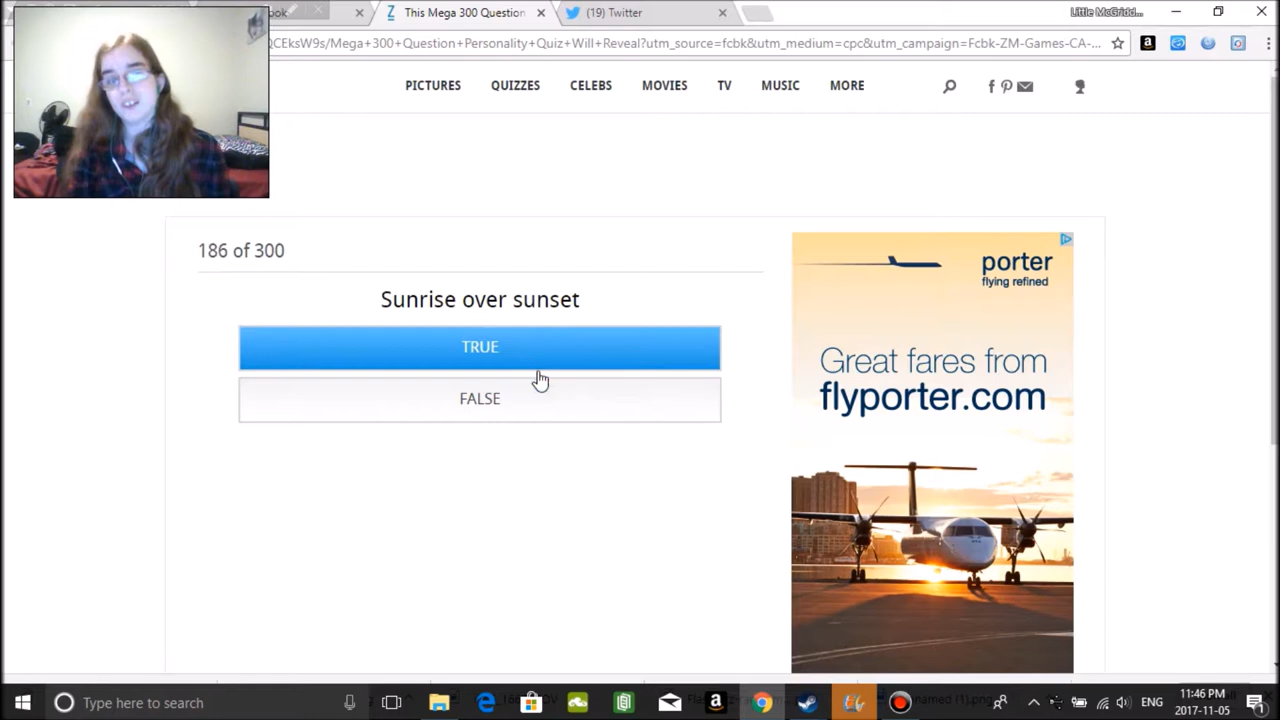 ook
This Mega 300 Question
(19) Twitter
Little McGridd...
QCEksW9s/Mega+300+Question+Personality+Quiz+Will+Reveal?utm_source=fcbk&utm_medium=cpc&utm_campaign=Fcbk-ZM-Games-CA-...
PICTURES QUIZZES CELEBS MOVIES TV MUSIC MORE
186 of 300
Sunrise over sunset
TRUE
FALSE
porter
flying refined
Great fares from
flyporter.com
Type here to search
ENG
11:46 PM
2017-11-05